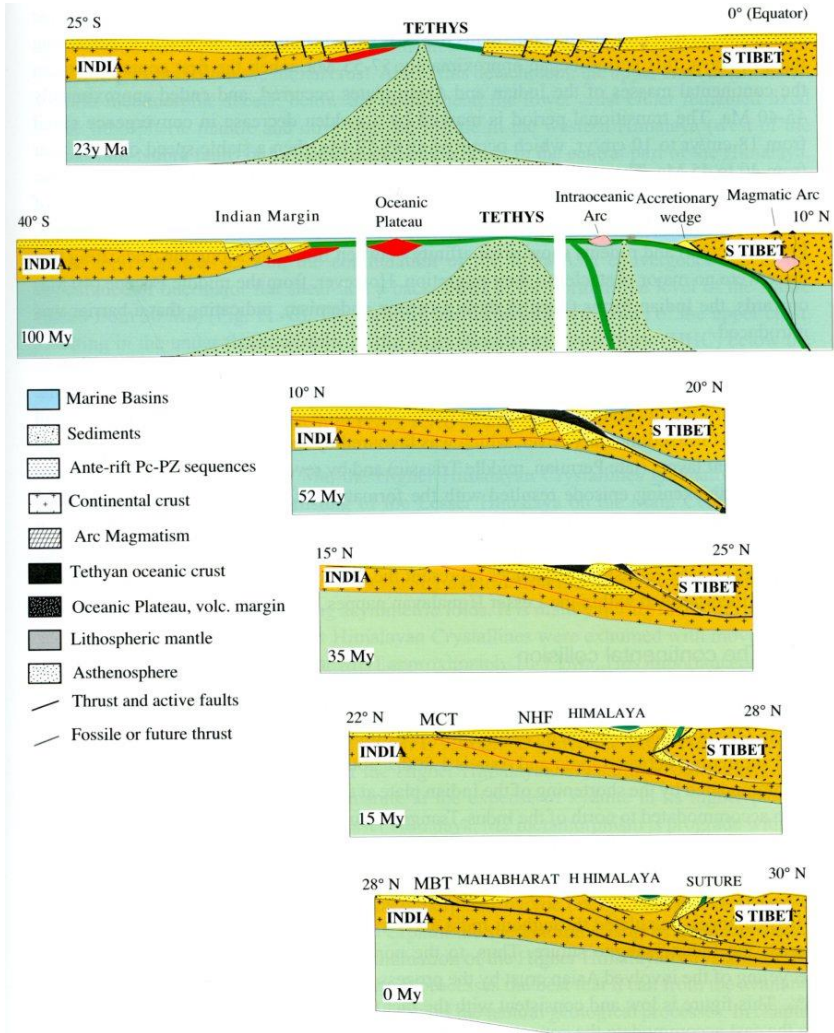 25° S
TETHYS
0° (Equator)
INDIA
S TIBET
23y Ma
40° S
Indian Margin
Oceanic
Plateau
TETHYS
Intraoceanic
Arc
Accretionary
wedge
Magmatic Arc
10° N
INDIA
S TIBET
100 My
Marine Basins
Sediments
Ante-rift Pc-PZ sequences
Continental crust
Arc Magmatism
Tethyan oceanic crust
Oceanic Plateau, volc. margin
Lithospheric mantle
Asthenosphere
Thrust and active faults
Fossile or future thrust
10° N
20° N
INDIA
S TIBET
52 My
15° N
25° N
INDIA
S TIBET
35 My
22° N
MCT
NHF
HIMALAYA
28° N
INDIA
S TIBET
15 My
28° N
MBT
MAHABHARAT
H HIMALAYA
SUTURE
30° N
INDIA
S TIBET
0 My